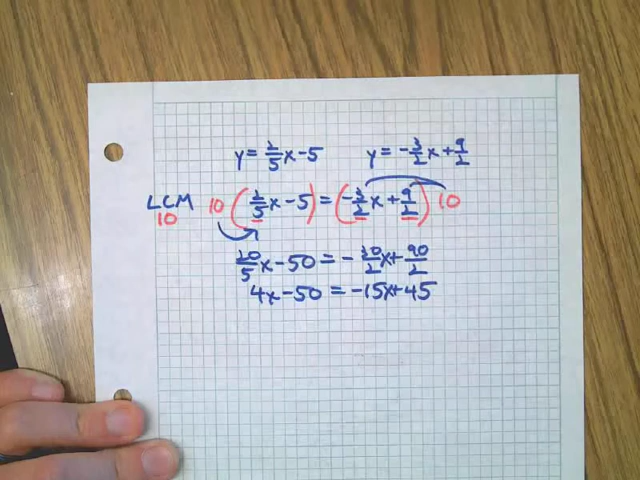 y = 2/5x - 5 y = -3/2x + 9/2
LCM 10 (2/5x - 5) = (-3/2x + 9/2) 10
10
20/5x - 50 = -30/2x + 90/2
4x - 50 = -15x + 45